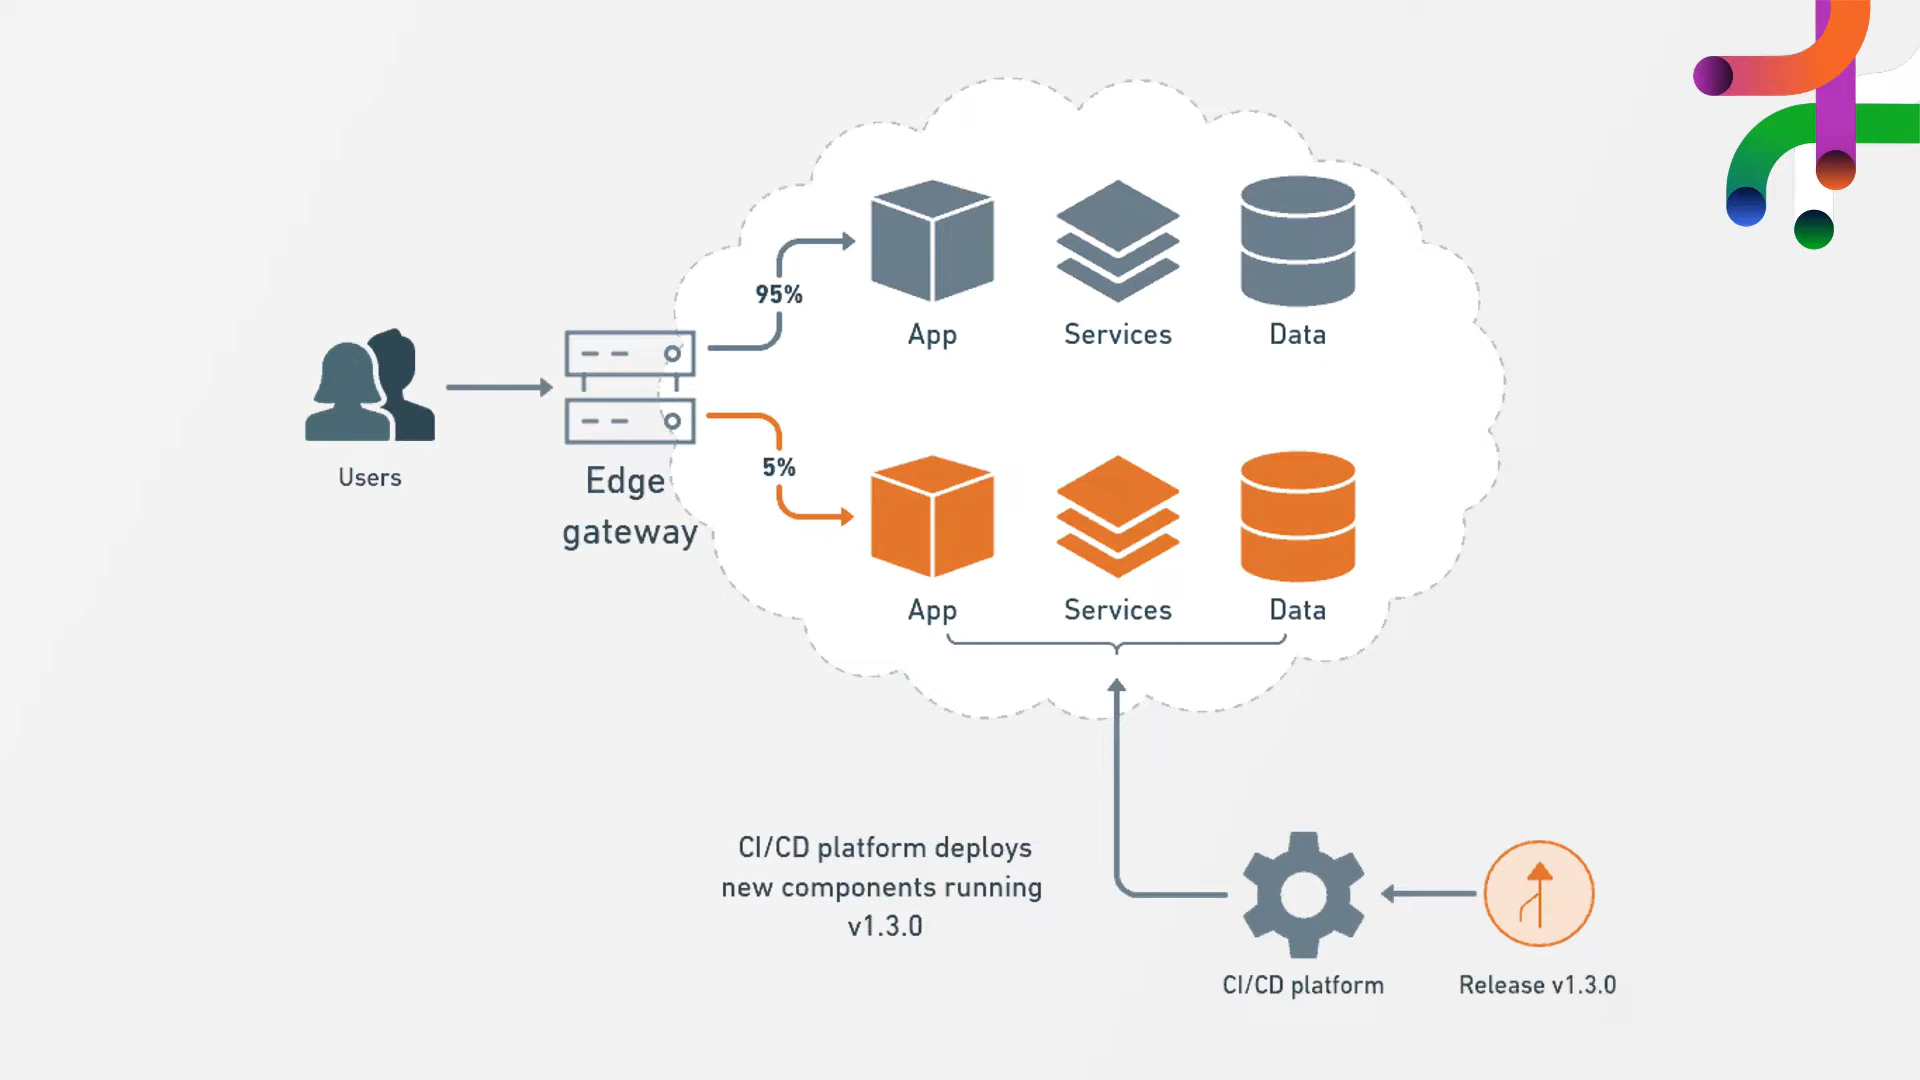 95%
App
Services
Data
Users
Edge
gateway
5%
App
Services
Data
CI/CD platform deploys
new components running
v1.3.0
CI/CD platform
Release v1.3.0